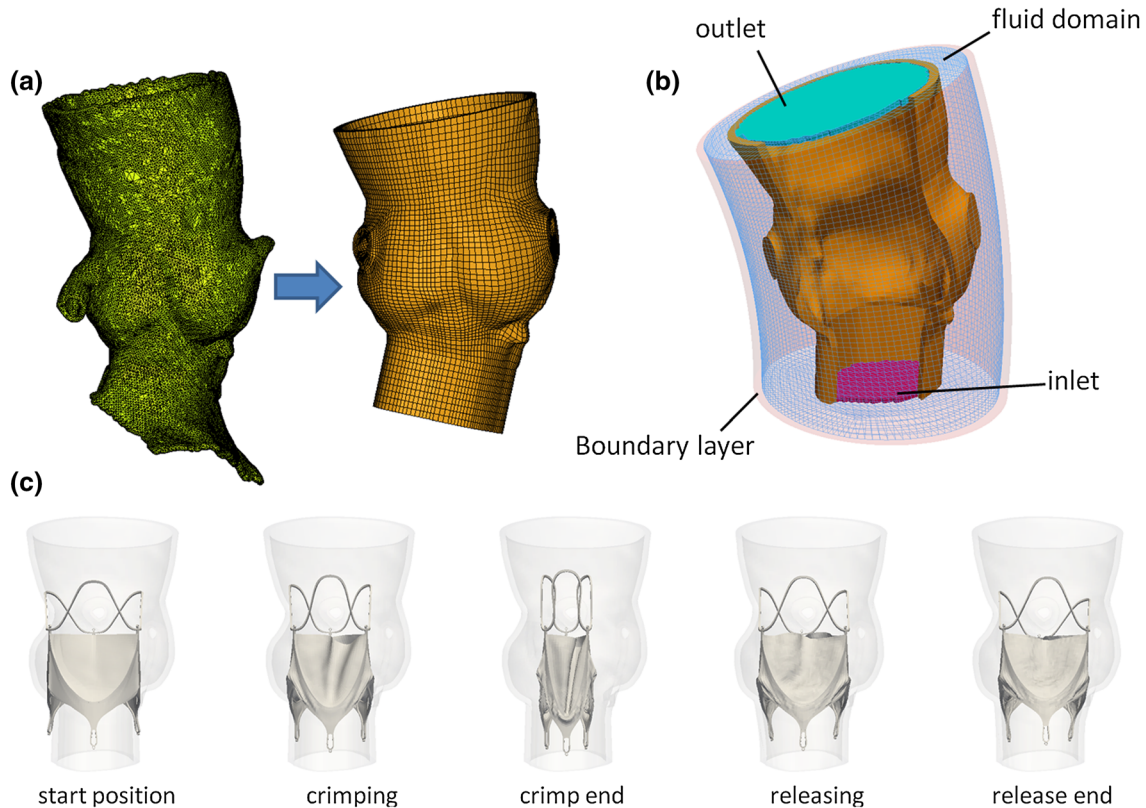 (a)
(b)
outlet
fluid domain
inlet
Boundary layer
(c)
start position
crimping
crimp end
releasing
release end